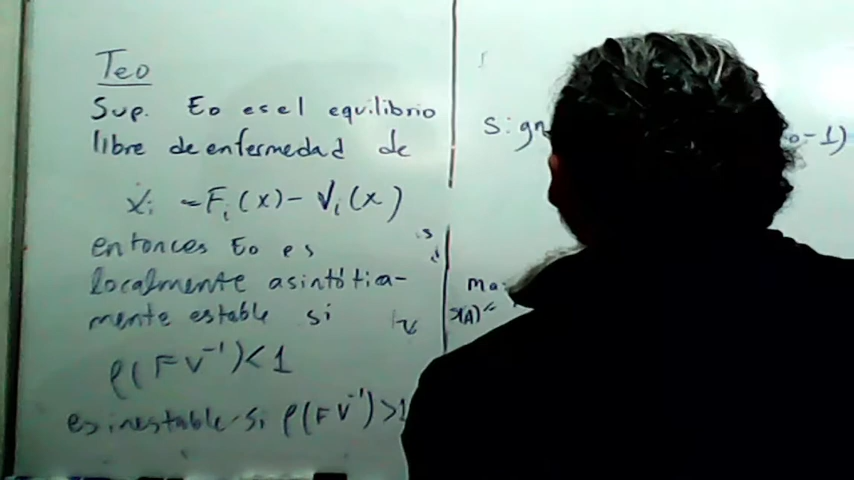 Teo
Sup. Eo es el equilibrio
libre de enfermedad de
ẋi = Fi(x) - Vi(x)
entonces Eo es
localmente asintótica-
mente estable si
ρ(FV⁻¹)<1
es inestable si ρ(FV⁻¹)>1